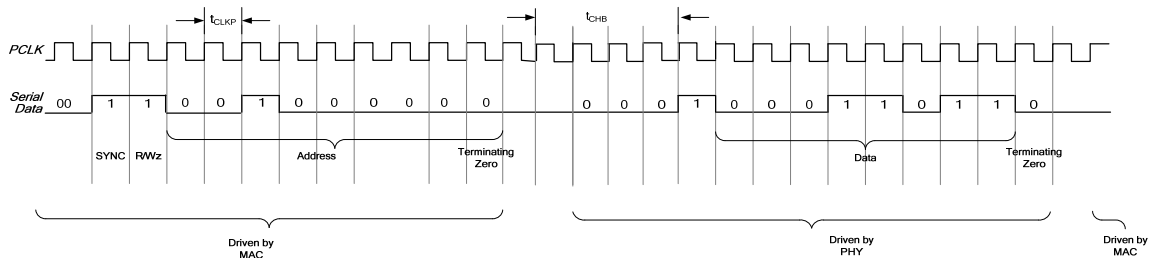 tCLKP
tCHB
PCLK
Serial
Data
00 1 1 0 0 1 0 0 0 0 0 0 0 0 0 1 0 0 0 1 1 0 1 1 0
SYNC R/Wz Address Terminating
Zero
Data Terminating
Zero
Driven by
MAC
Driven by
PHY
Driven by
MAC